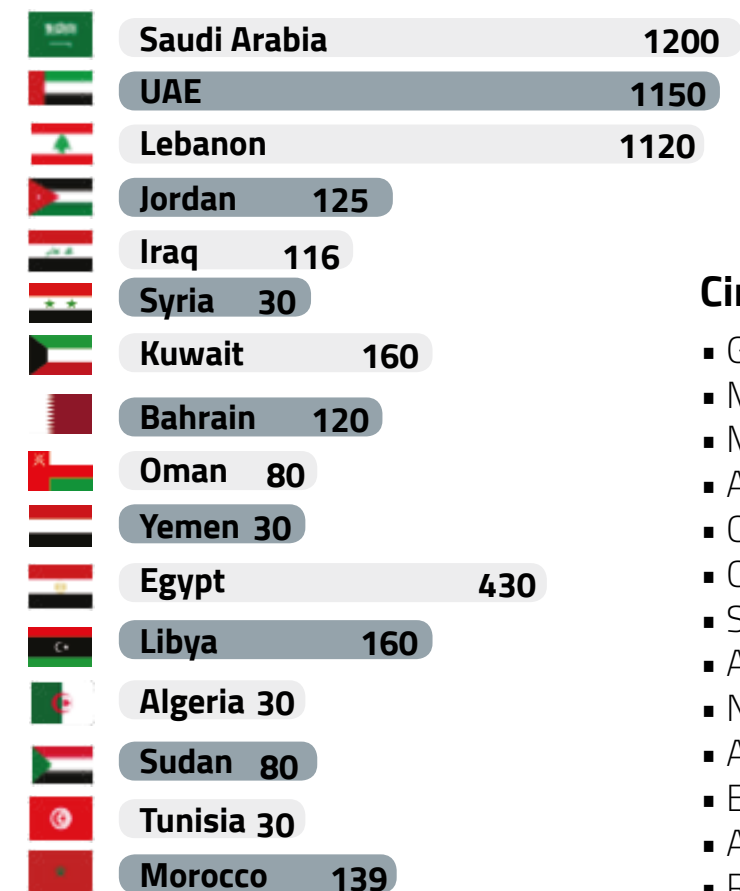 Saudi Arabia 1200
UAE 1150
Lebanon 1120
Jordan 125
Iraq 116
Syria 30
Kuwait 160
Bahrain 120
Oman 80
Yemen 30
Egypt 430
Libya 160
Algeria 30
Sudan 80
Tunisia 30
Morocco 139